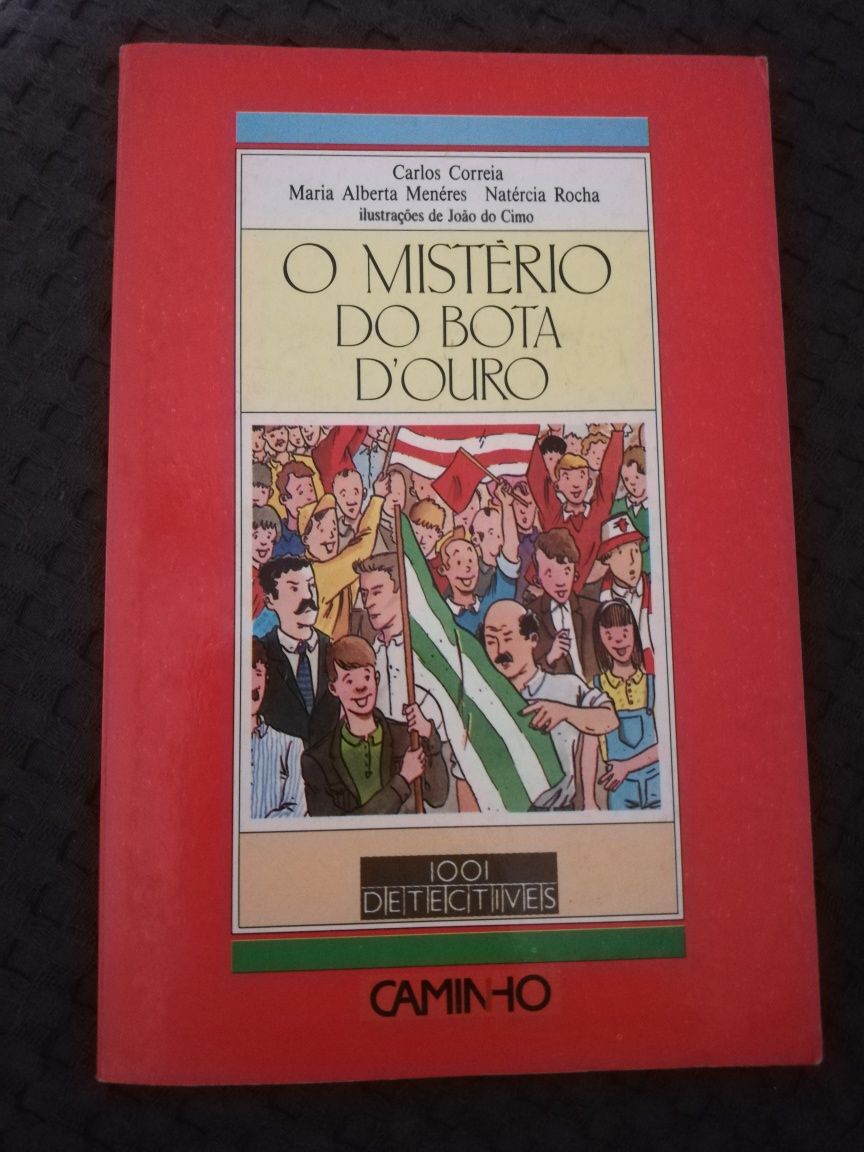 Carlos Correia
Maria Alberta Menéres Natércia Rocha
ilustrações de João do Cimo
O MISTÉRIO
DO BOTA
D'OURO
1001
DETECTIVES
CAMINHO